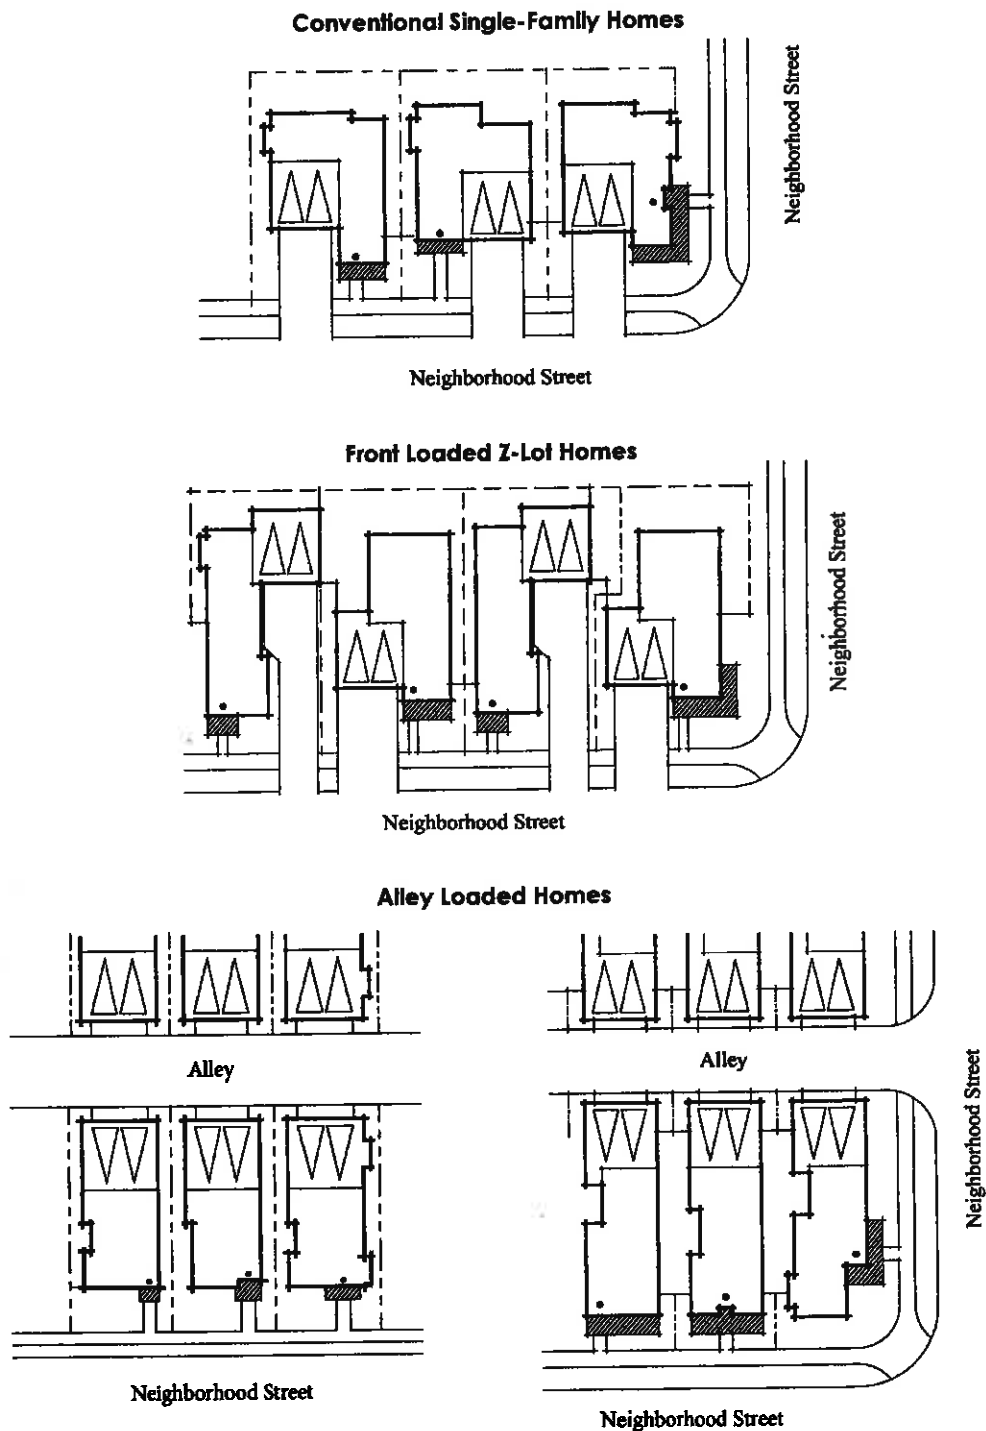 Conventional Single-Family Homes
Neighborhood Street
Neighborhood Street
Front Loaded Z-Lot Homes
Neighborhood Street
Neighborhood Street
Alley Loaded Homes
Alley
Alley
Neighborhood Street
Neighborhood Street
Neighborhood Street